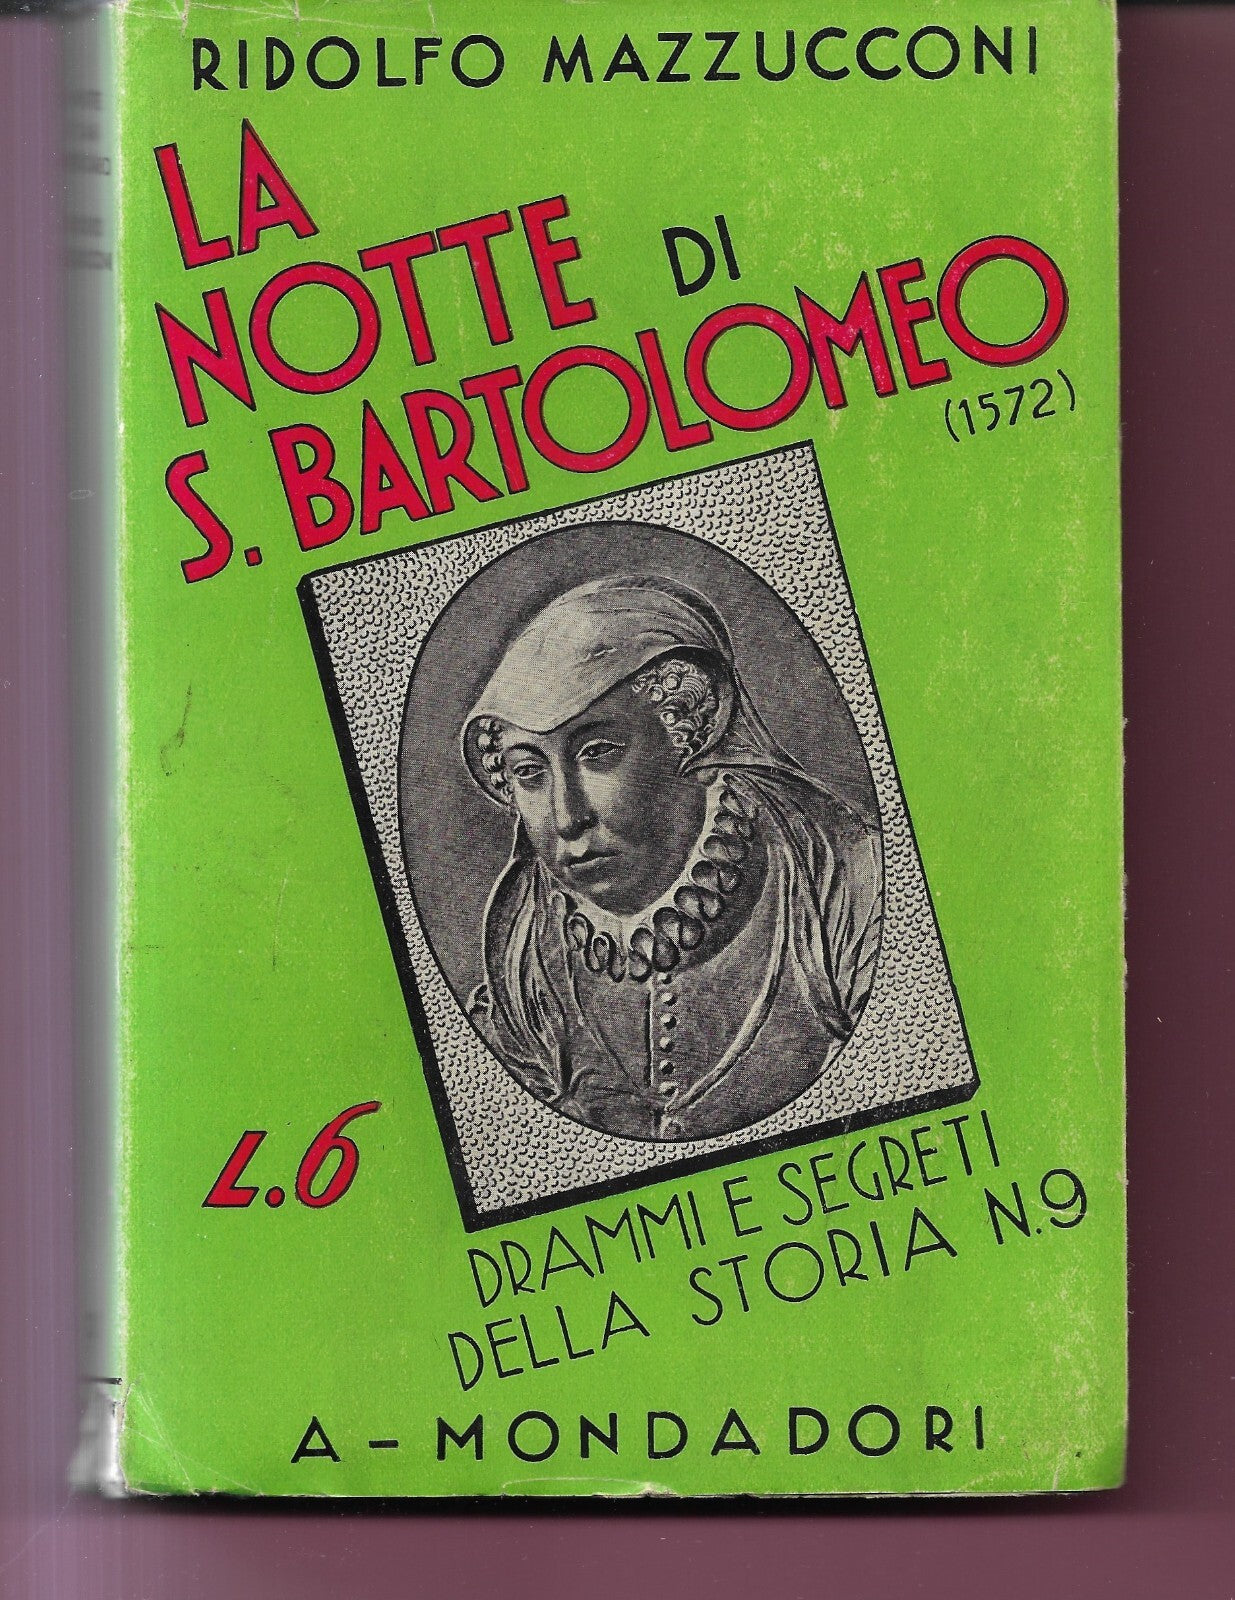 RIDOLFO MAZZUCCONI
LA
NOTTE DI
S. BARTOLOMEO
(1572)
L.6
DRAMMI E SEGRETI
DELLA STORIA N.9
A - MONDADORI